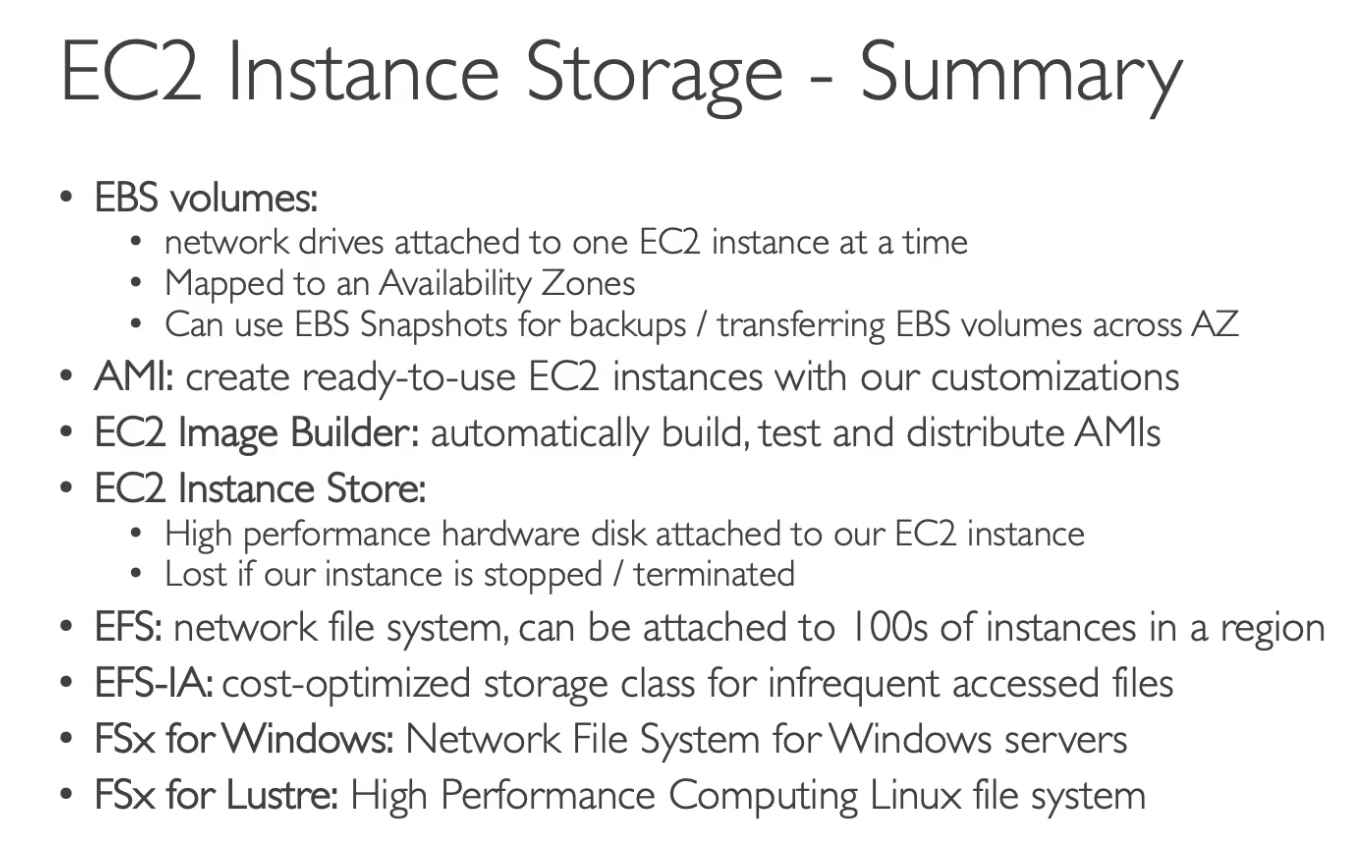 EC2 Instance Storage - Summary
• EBS volumes:
• network drives attached to one EC2 instance at a time
• Mapped to an Availability Zones
• Can use EBS Snapshots for backups / transferring EBS volumes across AZ
• AMI: create ready-to-use EC2 instances with our customizations
• EC2 Image Builder: automatically build, test and distribute AMIs
• EC2 Instance Store:
• High performance hardware disk attached to our EC2 instance
• Lost if our instance is stopped / terminated
• EFS: network file system, can be attached to 100s of instances in a region
• EFS-IA: cost-optimized storage class for infrequent accessed files
• FSx for Windows: Network File System for Windows servers
• FSx for Lustre: High Performance Computing Linux file system